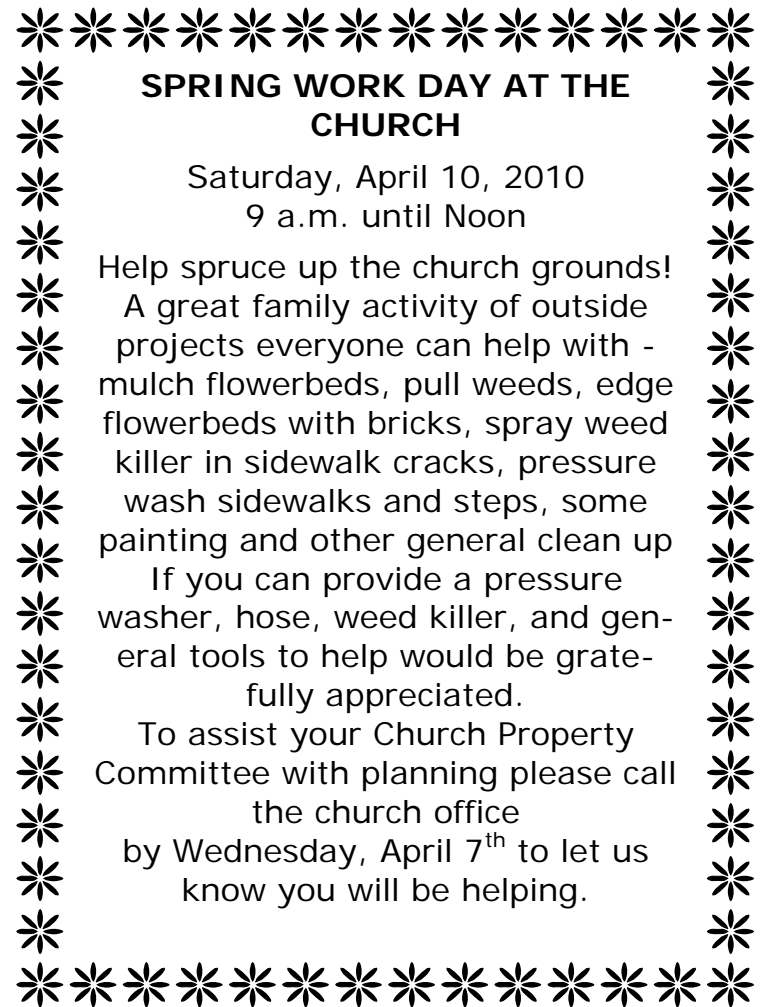 SPRING WORK DAY AT THE
CHURCH
Saturday, April 10, 2010
9 a.m. until Noon
Help spruce up the church grounds!
A great family activity of outside
projects everyone can help with -
mulch flowerbeds, pull weeds, edge
flowerbeds with bricks, spray weed
killer in sidewalk cracks, pressure
wash sidewalks and steps, some
painting and other general clean up
If you can provide a pressure
washer, hose, weed killer, and gen-
eral tools to help would be grate-
fully appreciated.
To assist your Church Property
Committee with planning please call
the church office
by Wednesday, April 7th to let us
know you will be helping.